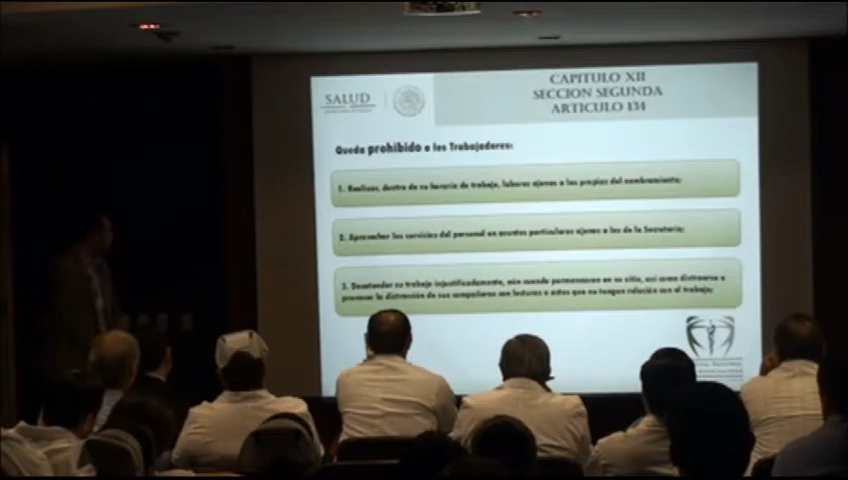 CAPITULO XII
SECCION SEGUNDA
ARTICULO 134
SALUD
Queda prohibido a los Trabajadores:
1. Realizar, dentro de su horario de trabajo, labores ajenas a las propias del nombramiento;
2. Aprovechar los servicios del personal en asuntos particulares ajenos a los de la Secretaría;
3. Desatender su trabajo injustificadamente, aún cuando permanezcan en su sitio, así como distraerse o
provocar la distracción de sus compañeros con lecturas o actos que no tengan relación con el trabajo;